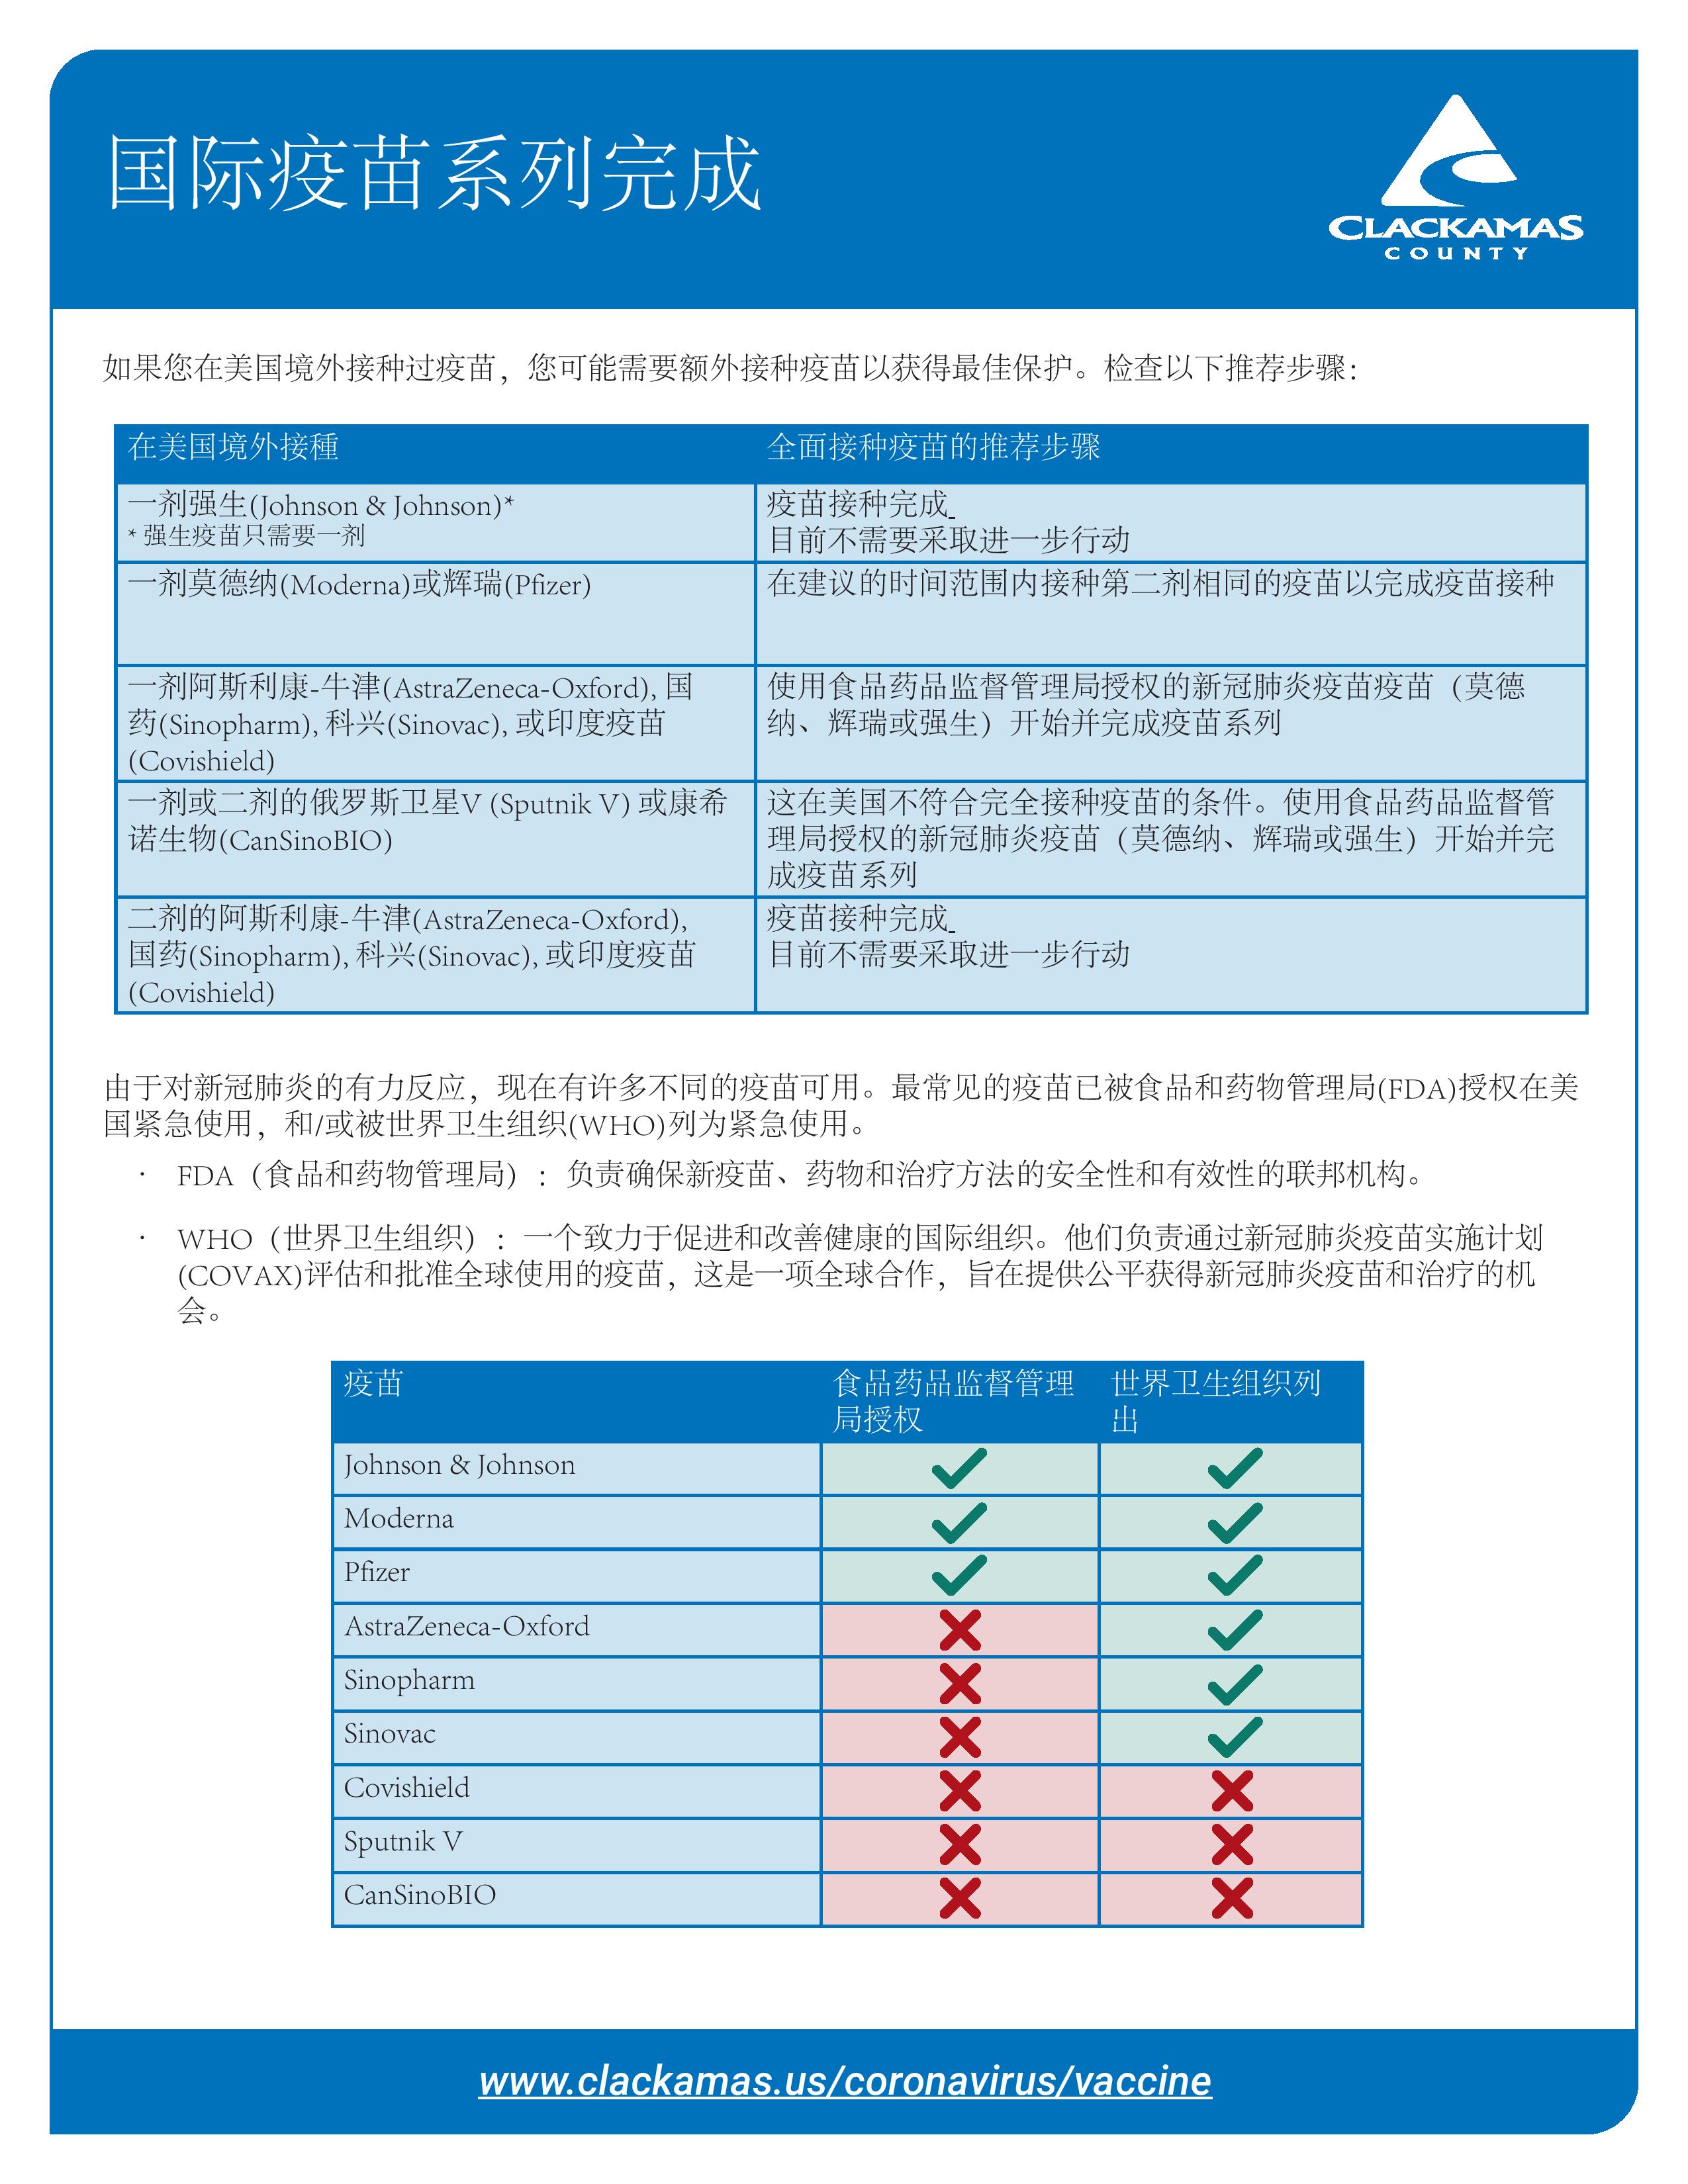 国际疫苗系列完成
CLACKAMAS
COUNTY
如果您在美国境外接种过疫苗，您可能需要额外接种疫苗以获得最佳保护。检查以下推荐步骤：
在美国境外接種
全面接种疫苗的推荐步骤
一剂强生(Johnson & Johnson)*
* 强生疫苗只需要一剂
疫苗接种完成
目前不需要采取进一步行动
一剂莫德纳(Moderna)或辉瑞(Pfizer)
在建议的时间范围内接种第二剂相同的疫苗以完成疫苗接种
一剂阿斯利康-牛津(AstraZeneca-Oxford), 国
药(Sinopharm), 科兴(Sinovac), 或印度疫苗
(Covishield)
使用食品药品监督管理局授权的新冠肺炎疫苗疫苗（莫德
纳、辉瑞或强生）开始并完成疫苗系列
一剂或二剂的俄罗斯卫星V (Sputnik V) 或康希
诺生物(CanSinoBIO)
这在美国不符合完全接种疫苗的条件。使用食品药品监督管
理局授权的新冠肺炎疫苗（莫德纳、辉瑞或强生）开始并完
成疫苗系列
二剂的阿斯利康-牛津(AstraZeneca-Oxford),
国药(Sinopharm), 科兴(Sinovac), 或印度疫苗
(Covishield)
疫苗接种完成
目前不需要采取进一步行动
由于对新冠肺炎的有力反应，现在有许多不同的疫苗可用。最常见的疫苗已被食品和药物管理局(FDA)授权在美
国紧急使用，和/或被世界卫生组织(WHO)列为紧急使用。
· FDA（食品和药物管理局）：负责确保新疫苗、药物和治疗方法的安全性和有效性的联邦机构。
· WHO（世界卫生组织）：一个致力于促进和改善健康的国际组织。他们负责通过新冠肺炎疫苗实施计划
(COVAX)评估和批准全球使用的疫苗，这是一项全球合作，旨在提供公平获得新冠肺炎疫苗和治疗的机
会。
疫苗
食品药品监督管理
局授权
世界卫生组织列
出
Johnson & Johnson
Moderna
Pfizer
AstraZeneca-Oxford
Sinopharm
Sinovac
Covishield
Sputnik V
CanSinoBIO
www.clackamas.us/coronavirus/vaccine